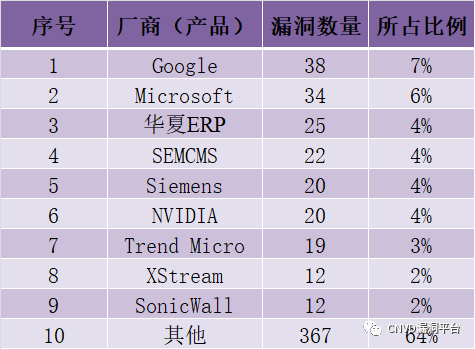 序号 厂商（产品） 漏洞数量 所占比例
1 Google 38 7%
2 Microsoft 34 6%
3 华夏ERP 25 4%
4 SEMCMS 22 4%
5 Siemens 20 4%
6 NVIDIA 20 4%
7 Trend Micro 19 3%
8 XStream 12 2%
9 SonicWall 12 2%
10 其他 367 64%
CNVD漏洞平台